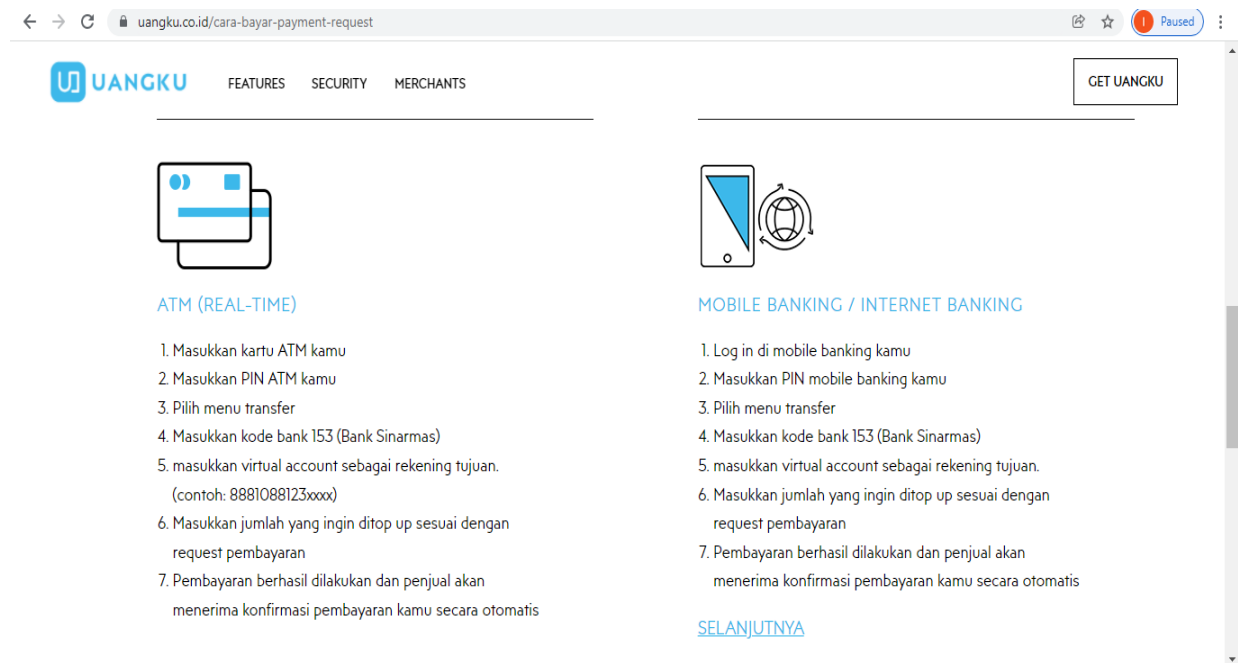 uangku.co.id/cara-bayar-payment-request
Paused
UANGKU
FEATURES
SECURITY
MERCHANTS
GET UANGKU
ATM (REAL-TIME)
1. Masukkan kartu ATM kamu
2. Masukkan PIN ATM kamu
3. Pilih menu transfer
4. Masukkan kode bank 153 (Bank Sinarmas)
5. masukkan virtual account sebagai rekening tujuan.
(contoh: 8881088123xxxx)
6. Masukkan jumlah yang ingin ditop up sesuai dengan
request pembayaran
7. Pembayaran berhasil dilakukan dan penjual akan
menerima konfirmasi pembayaran kamu secara otomatis
MOBILE BANKING / INTERNET BANKING
1. Log in di mobile banking kamu
2. Masukkan PIN mobile banking kamu
3. Pilih menu transfer
4. Masukkan kode bank 153 (Bank Sinarmas)
5. masukkan virtual account sebagai rekening tujuan.
6. Masukkan jumlah yang ingin ditop up sesuai dengan
request pembayaran
7. Pembayaran berhasil dilakukan dan penjual akan
menerima konfirmasi pembayaran kamu secara otomatis
SELANJUTNYA